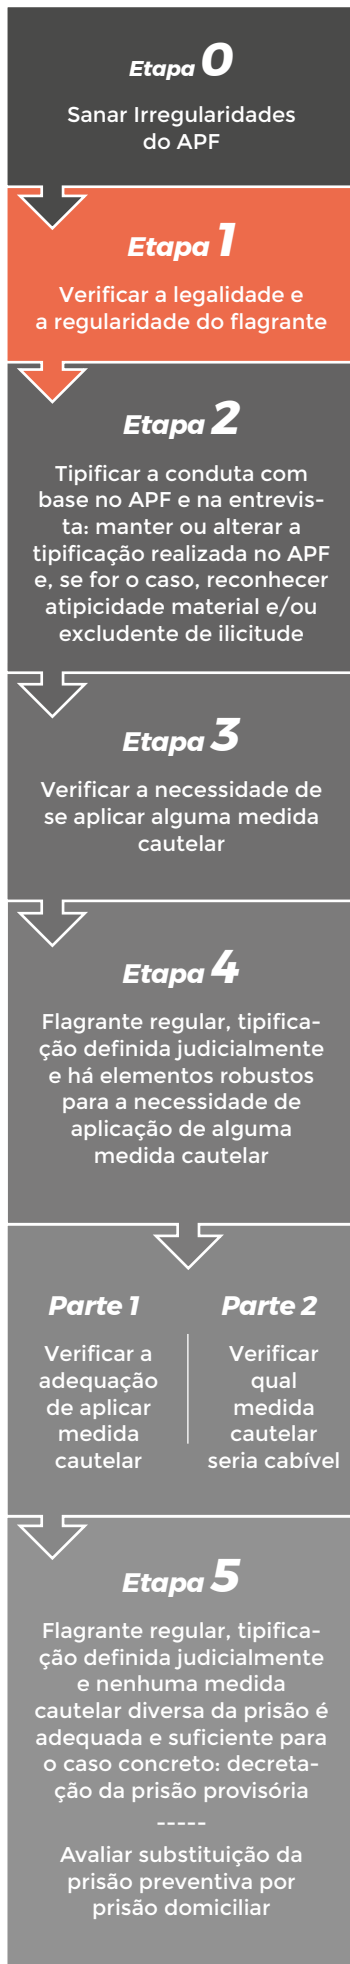 Etapa 0
Sanar Irregularidades
do APF
Etapa 1
Verificar a legalidade e
a regularidade do flagrante
Etapa 2
Tipificar a conduta com
base no APF e na entrevis-
ta: manter ou alterar a
tipificação realizada no APF
e, se for o caso, reconhecer
atipicidade material e/ou
excludente de ilicitude
Etapa 3
Verificar a necessidade de
se aplicar alguma medida
cautelar
Etapa 4
Flagrante regular, tipifica-
ção definida judicialmente
e há elementos robustos
para a necessidade de
aplicação de alguma
medida cautelar
Parte 1
Verificar a
adequação
de aplicar
medida
cautelar
Parte 2
Verificar
qual
medida
cautelar
seria cabível
Etapa 5
Flagrante regular, tipifica-
ção definida judicialmente
e nenhuma medida
cautelar diversa da prisão é
adequada e suficiente para
o caso concreto: decreta-
ção da prisão provisória
-----
Avaliar substituição da
prisão preventiva por
prisão domiciliar